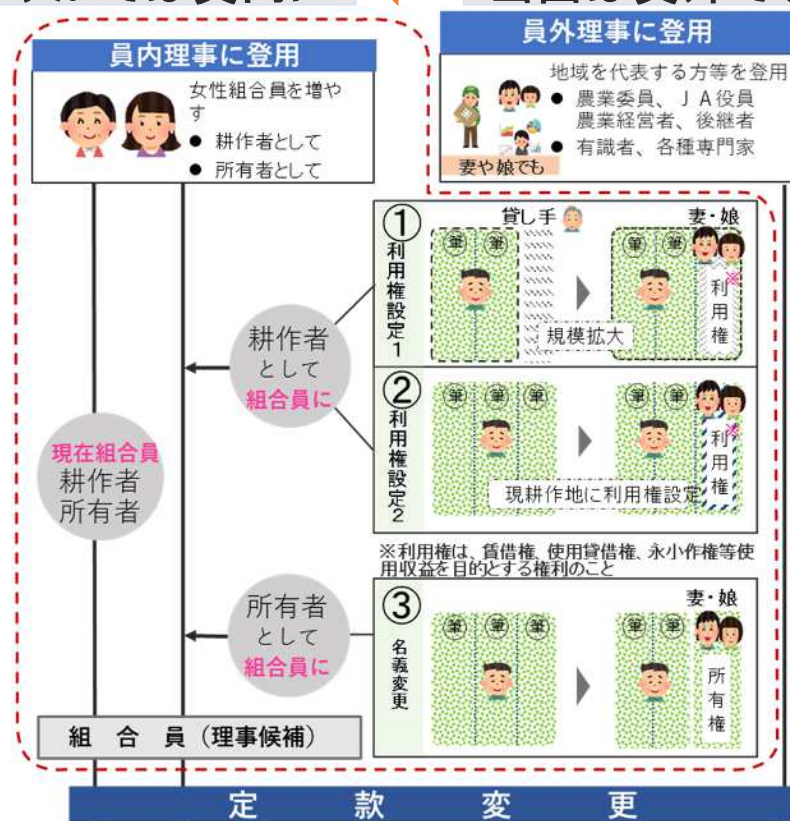 員内理事に登用
女性組合員を増や
す
● 耕作者として
● 所有者として
員外理事に登用
地域を代表する方等を登用
● 農業委員、ＪＡ役員
農業経営者、後継者
● 有識者、各種専門家
妻や娘でも
①
利用権設定1
貸し手
妻・娘
筆 筆
筆 筆
※
利用権
規模拡大
耕作者
として
組合員に
②
利用権設定2
筆 筆 筆
筆 筆
※
利用権
現耕作地に利用権設定
現在組合員
耕作者
所有者
※利用権は、賃借権、使用貸借権、永小作権等使
用収益を目的とする権利のこと
所有者
として
組合員に
③
名義変更
妻・娘
筆 筆 筆
筆 筆
所有権
組合員（理事候補）
定款変更